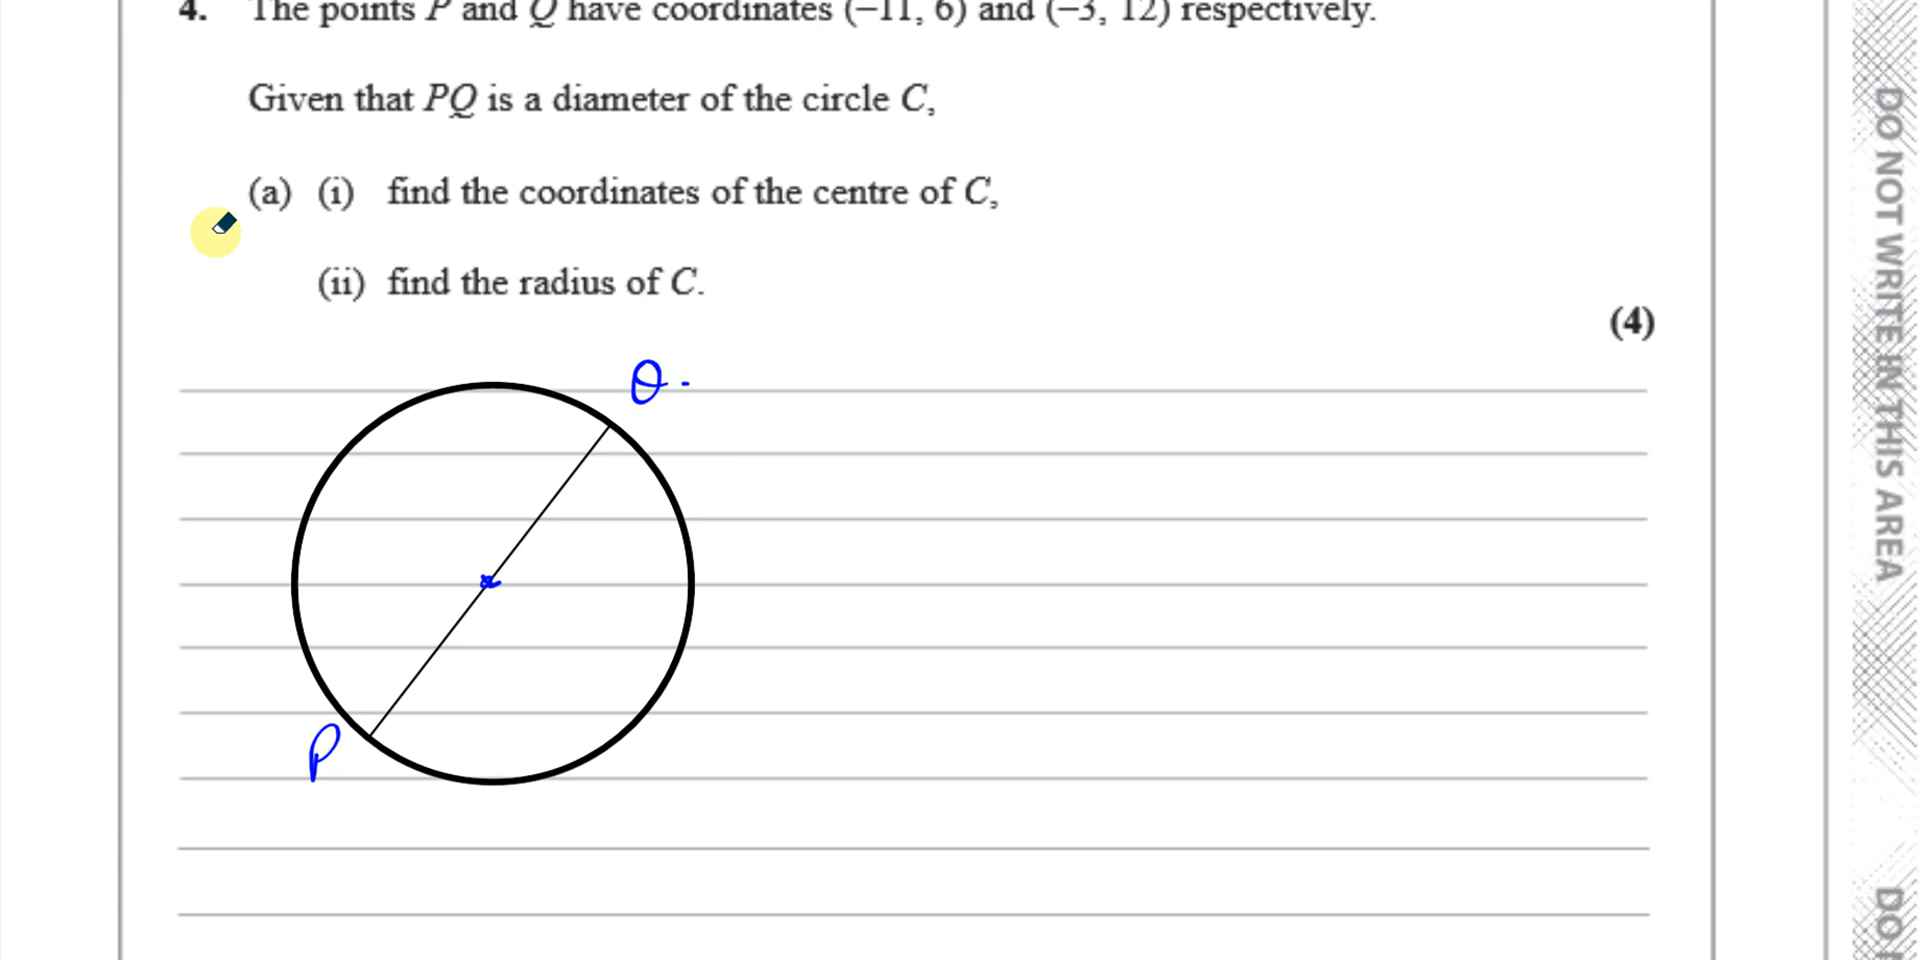 4. The points P and Q have coordinates (−11, 6) and (−3, 12) respectively.
Given that PQ is a diameter of the circle C,
(a) (i) find the coordinates of the centre of C,
(ii) find the radius of C.
(4)
Q
P
DO NOT WRITE IN THIS AREA
DO